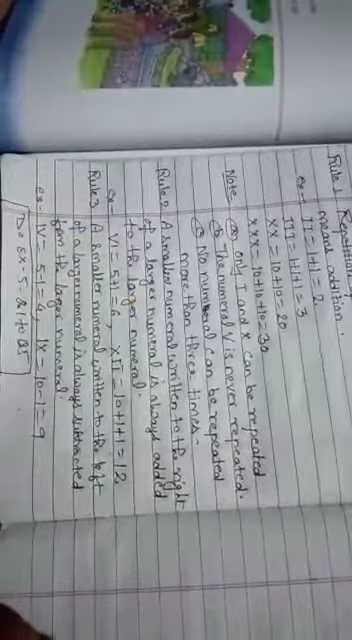 Rule 1 Repetition
means addition.
ex- II = 1+1 = 2
III = 1+1+1 = 3
XX = 10+10 = 20
XXX = 10+10+10 = 30
Note (a) only I and X can be repeated
(b) The numeral V is never repeated.
(c) No numeral can be repeated
more than three times.
Rule 2 A smaller numeral written to the right
of a larger numeral is always added
to the larger numeral.
ex- VI = 5+1 = 6, XII = 10+1+1 = 12
Rule 3 A smaller numeral written to the left
of a larger numeral is always subtracted
from the larger numeral.
ex- IV = 5-1 = 4, IX = 10-1 = 9
Do Ex-5. Q1 to Q5